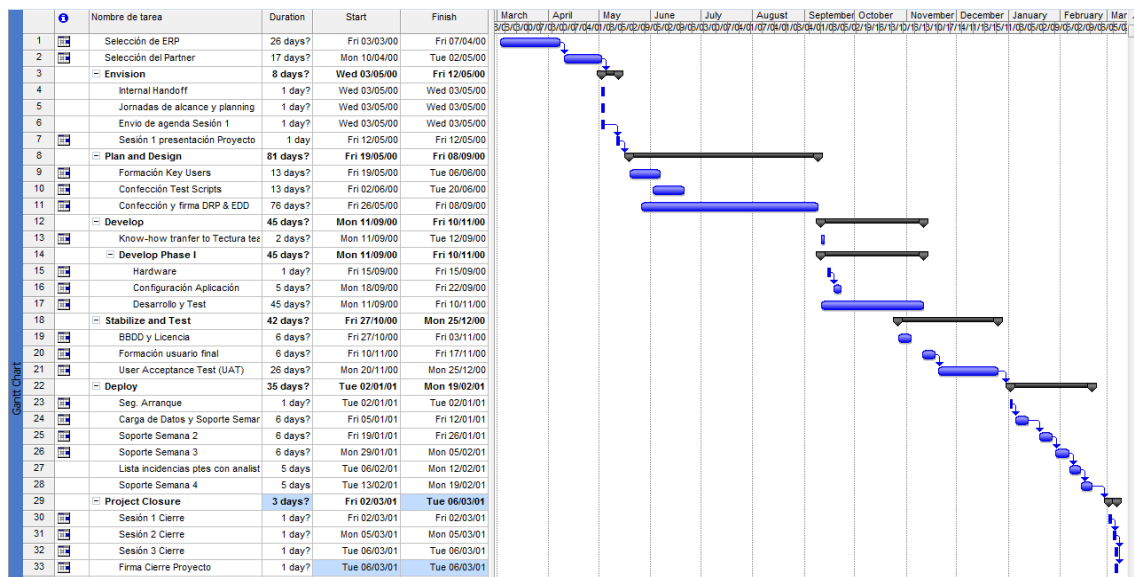 Nombre de tarea Duration Start Finish March April May June July August September October November December January February Mar
1 Selección de ERP 26 days? Fri 03/03/00 Fri 07/04/00
2 Selección del Partner 17 days? Mon 10/04/00 Tue 02/05/00
3 Envision 8 days? Wed 03/05/00 Fri 12/05/00
4 Internal Handoff 1 day? Wed 03/05/00 Wed 03/05/00
5 Jornadas de alcance y planning 1 day? Wed 03/05/00 Wed 03/05/00
6 Envio de agenda Sesión 1 1 day? Wed 03/05/00 Wed 03/05/00
7 Sesión 1 presentación Proyecto 1 day Fri 12/05/00 Fri 12/05/00
8 Plan and Design 81 days? Fri 19/05/00 Fri 08/09/00
9 Formación Key Users 13 days? Fri 19/05/00 Tue 06/06/00
10 Confección Test Scripts 13 days? Fri 02/06/00 Tue 20/06/00
11 Confección y firma DRP & EDD 76 days? Fri 26/05/00 Fri 08/09/00
12 Develop 45 days? Mon 11/09/00 Fri 10/11/00
13 Know-how tranfer to Tectura tea 2 days? Mon 11/09/00 Tue 12/09/00
14 Develop Phase I 45 days? Mon 11/09/00 Fri 10/11/00
15 Hardware 1 day? Fri 15/09/00 Fri 15/09/00
16 Configuración Aplicación 5 days? Mon 18/09/00 Fri 22/09/00
17 Desarrollo y Test 45 days? Mon 11/09/00 Fri 10/11/00
18 Stabilize and Test 42 days? Fri 27/10/00 Mon 25/12/00
19 BBDD y Licencia 6 days? Fri 27/10/00 Fri 03/11/00
20 Formación usuario final 6 days? Fri 10/11/00 Fri 17/11/00
21 User Acceptance Test (UAT) 26 days? Mon 20/11/00 Mon 25/12/00
22 Deploy 35 days? Tue 02/01/01 Mon 19/02/01
23 Seg. Arranque 1 day? Tue 02/01/01 Tue 02/01/01
24 Carga de Datos y Soporte Semar 6 days? Fri 05/01/01 Fri 12/01/01
25 Soporte Semana 2 6 days? Fri 19/01/01 Fri 26/01/01
26 Soporte Semana 3 6 days? Mon 29/01/01 Mon 05/02/01
27 Lista incidencias ptes con analist 5 days Tue 06/02/01 Mon 12/02/01
28 Soporte Semana 4 5 days Tue 13/02/01 Mon 19/02/01
29 Project Closure 3 days? Fri 02/03/01 Tue 06/03/01
30 Sesión 1 Cierre 1 day? Fri 02/03/01 Fri 02/03/01
31 Sesión 2 Cierre 1 day? Mon 05/03/01 Mon 05/03/01
32 Sesión 3 Cierre 1 day? Tue 06/03/01 Tue 06/03/01
33 Firma Cierre Proyecto 1 day? Tue 06/03/01 Tue 06/03/01
Gantt Chart